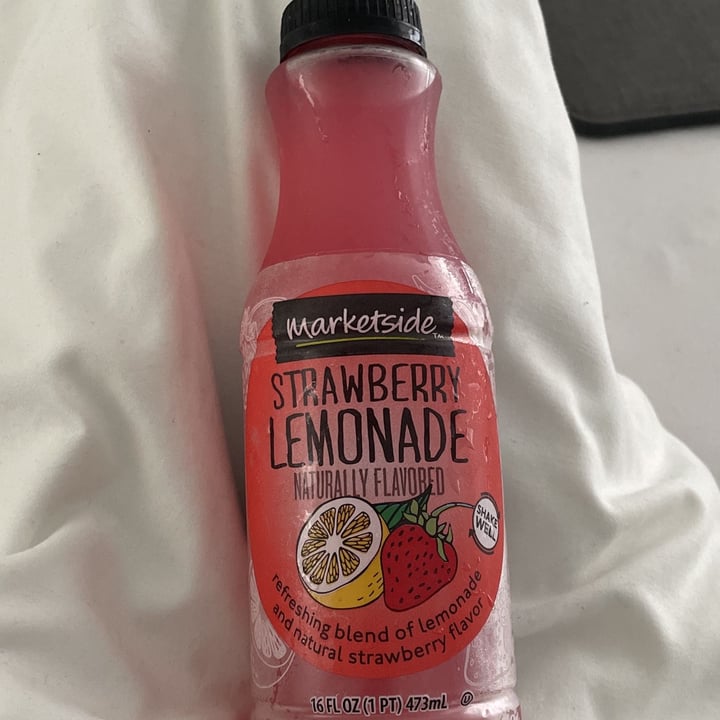 marketside™
STRAWBERRY
LEMONADE
NATURALLY FLAVORED
SHAKE
WELL
refreshing blend of lemonade
and natural strawberry flavor
16 FL OZ (1 PT) 473mL U